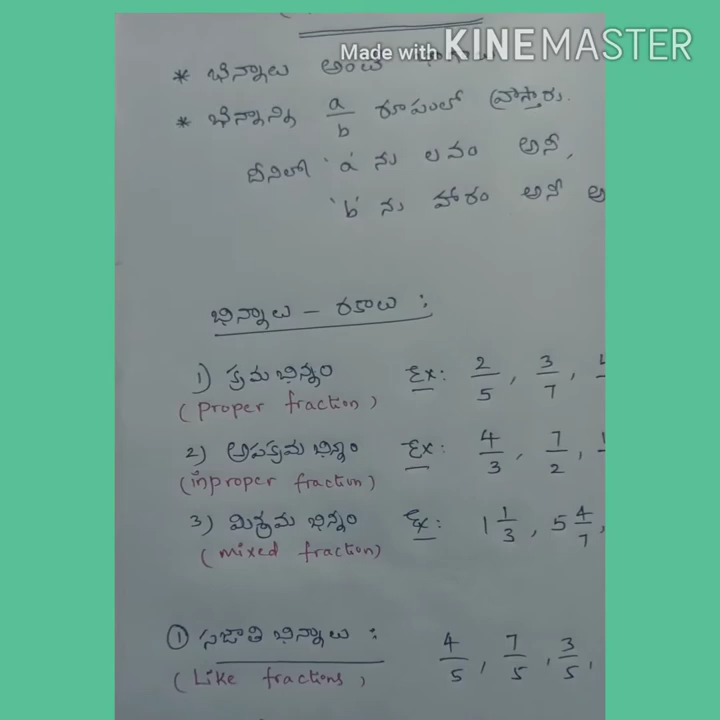 Made with KINEMASTER
* భిన్నాలు అంటే
* భిన్నాన్ని a/b రూపంలో వ్రాస్తారు.
దీనిలో 'a' ను లవం అనీ,
'b' ను హారం అనీ
భిన్నాలు - రకాలు :
1) క్రమ భిన్నం Ex: 2/5, 3/7,
(proper fraction)
2) అపక్రమ భిన్నం Ex: 4/3, 7/2,
(inproper fraction)
3) మిశ్రమ భిన్నం Ex: 1 1/3, 5 4/7,
(mixed fraction)
① సజాతి భిన్నాలు : 4/5, 7/5, 3/5,
(Like fractions)